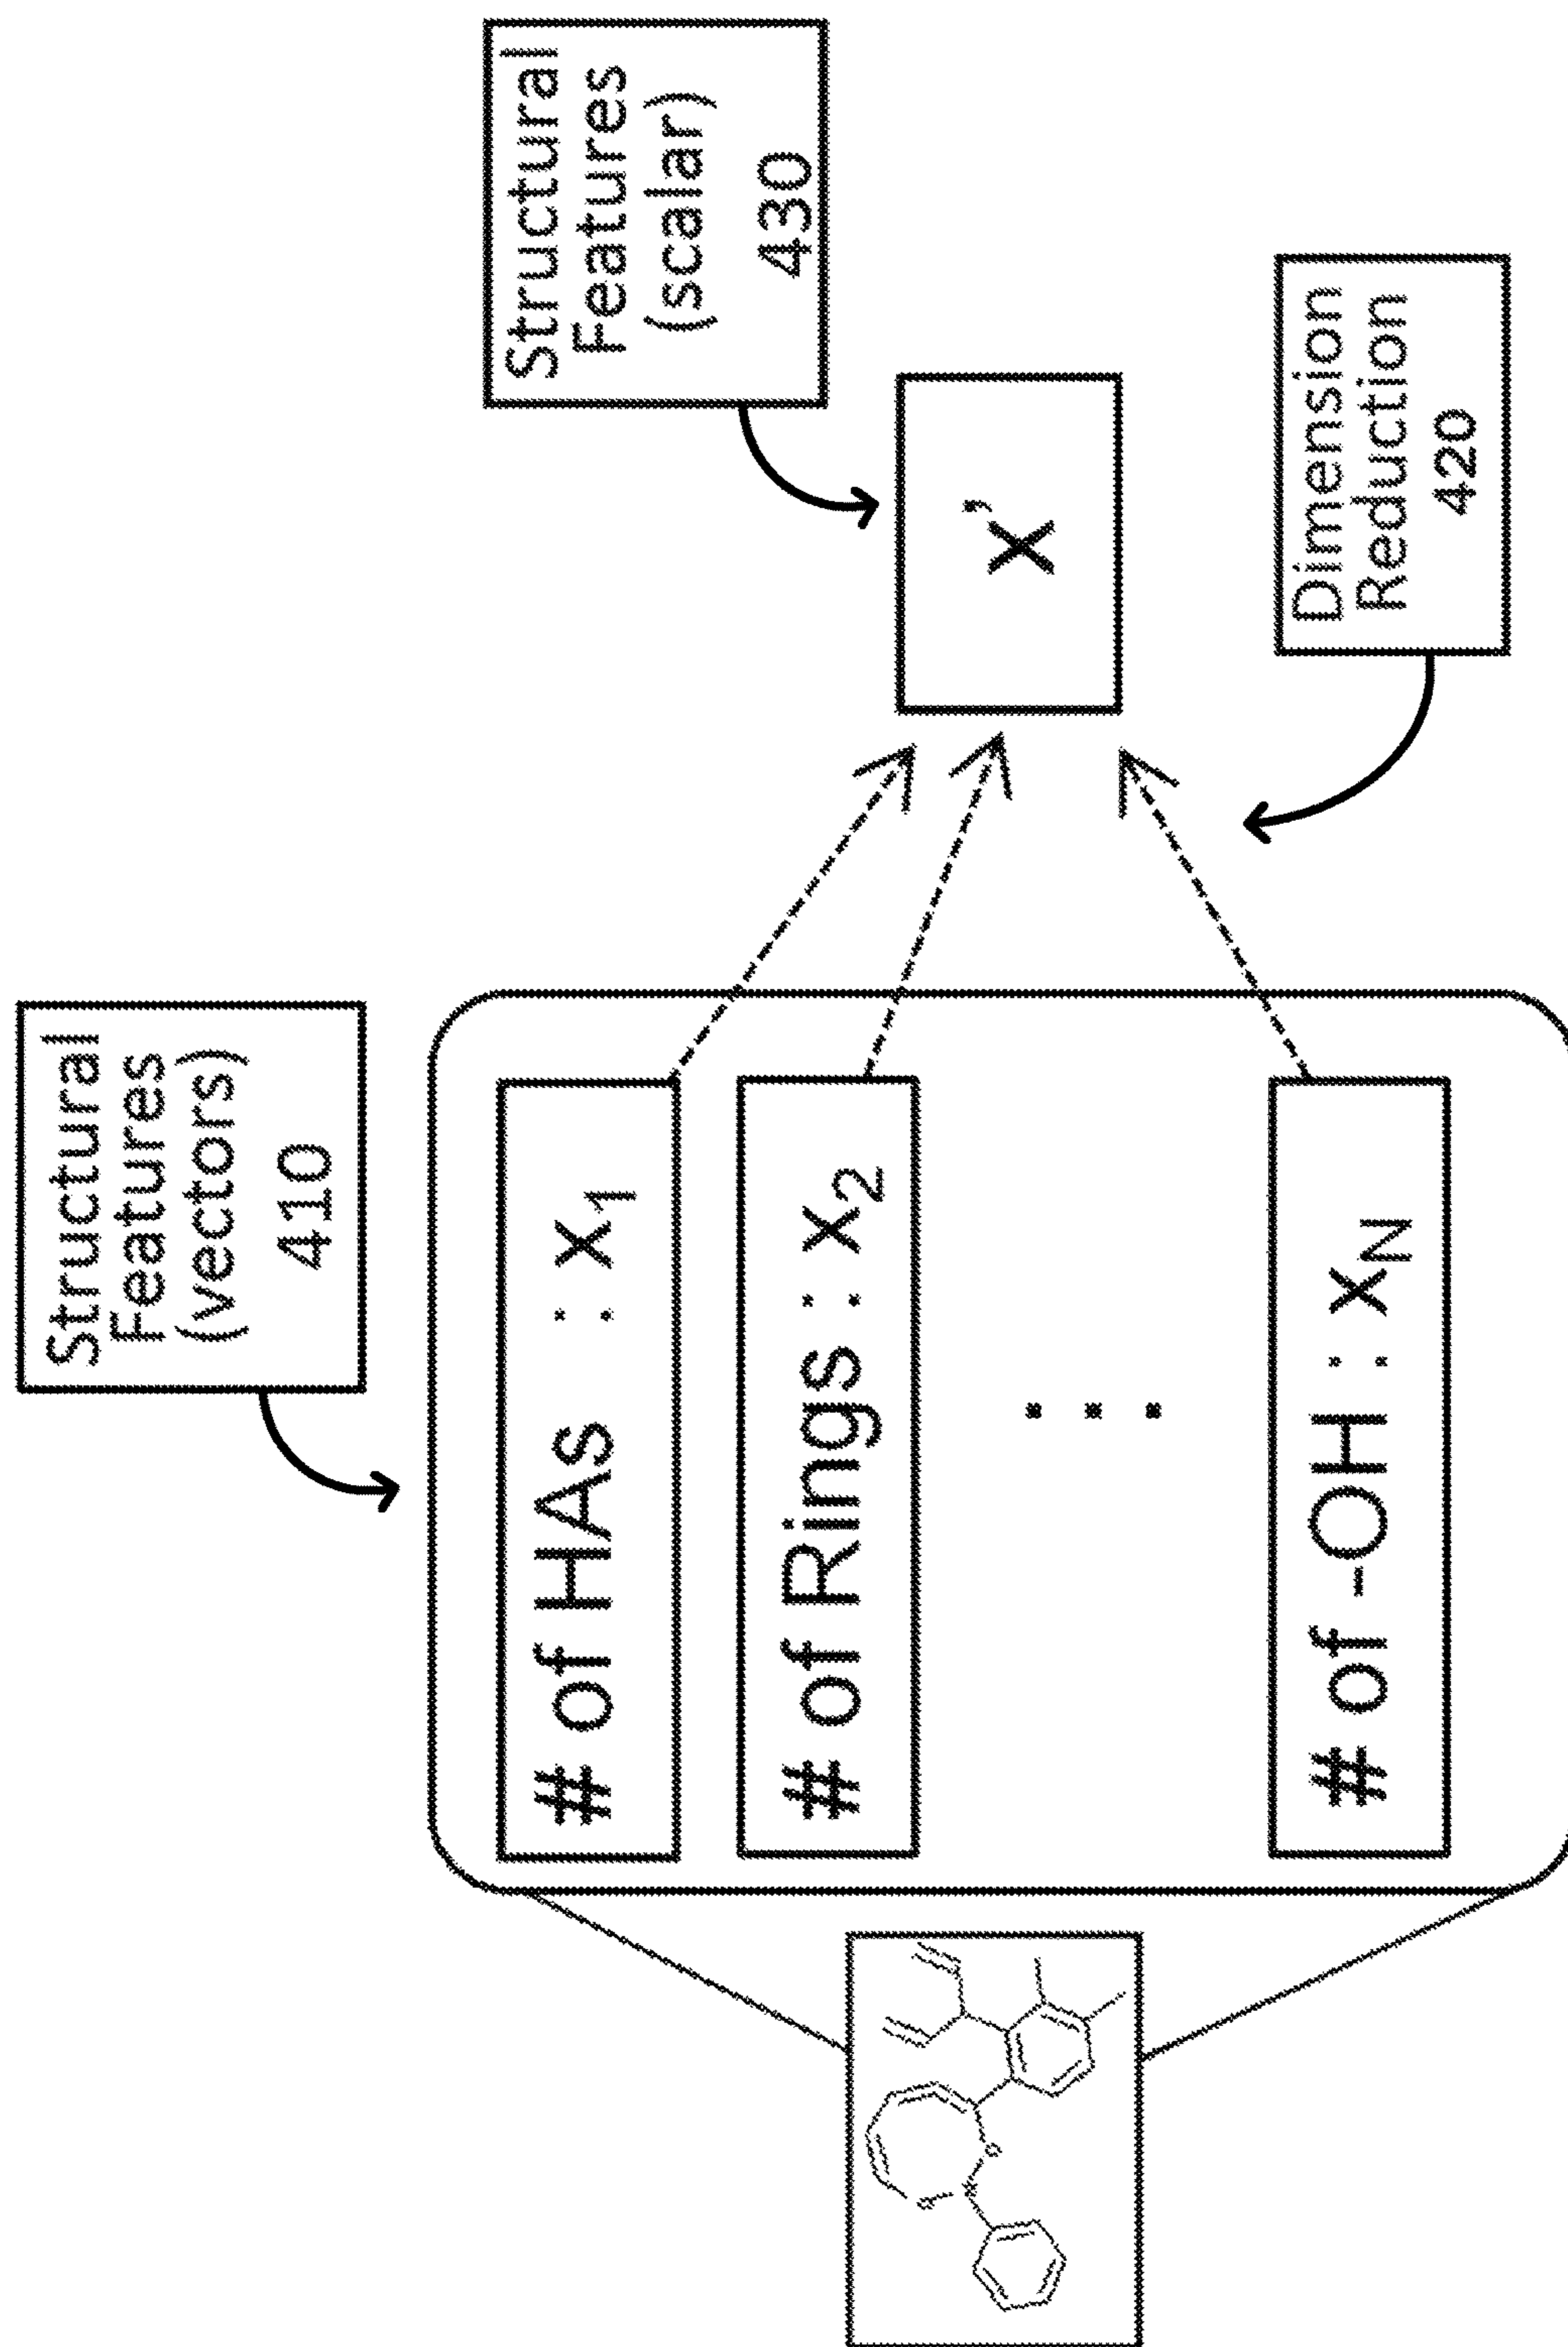 Structural
Features
(vectors)
410
# of HAs : X1
# of Rings : X2
. . .
# of -OH : XN
Structural
Features
(scalar)
430
X'
Dimension
Reduction
420